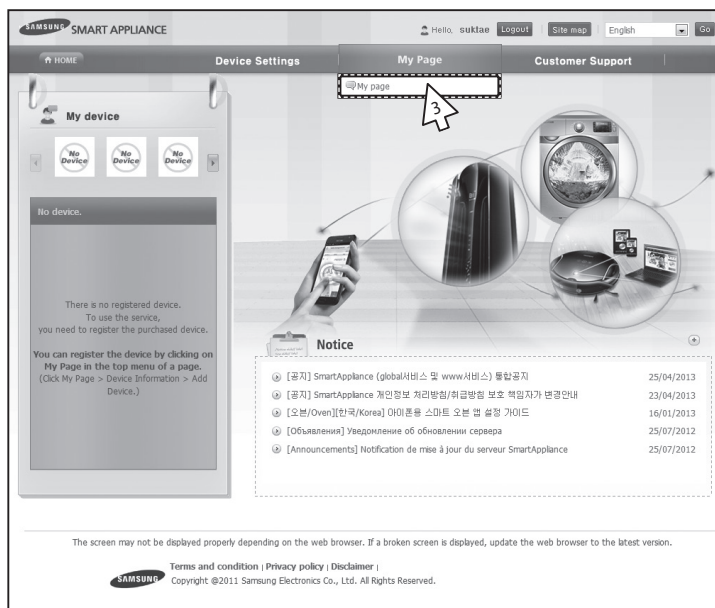 SAMSUNG SMART APPLIANCE
Hello, suktae Logout Site map English Go
HOME Device Settings My Page Customer Support
My page
3
My device
No Device No Device No Device
No device.
There is no registered device.
To use the service,
you need to register the purchased device.
You can register the device by clicking on
My Page in the top menu of a page.
(Click My Page > Device Information > Add
Device.)
Notice
[공지] SmartAppliance (global서비스 및 www서비스) 통합공지 25/04/2013
[공지] SmartAppliance 개인정보 처리방침/취급방침 보호 책임자가 변경안내 23/04/2013
[오븐/Oven][한국/Korea] 아이폰용 스마트 오븐 앱 설정 가이드 16/01/2013
[Объявления] Уведомление об обновлении сервера 25/07/2012
[Announcements] Notification de mise à jour du serveur SmartAppliance 25/07/2012
The screen may not be displayed properly depending on the web browser. If a broken screen is displayed, update the web browser to the latest version.
Terms and condition | Privacy policy | Disclaimer |
SAMSUNG Copyright @2011 Samsung Electronics Co., Ltd. All Rights Reserved.